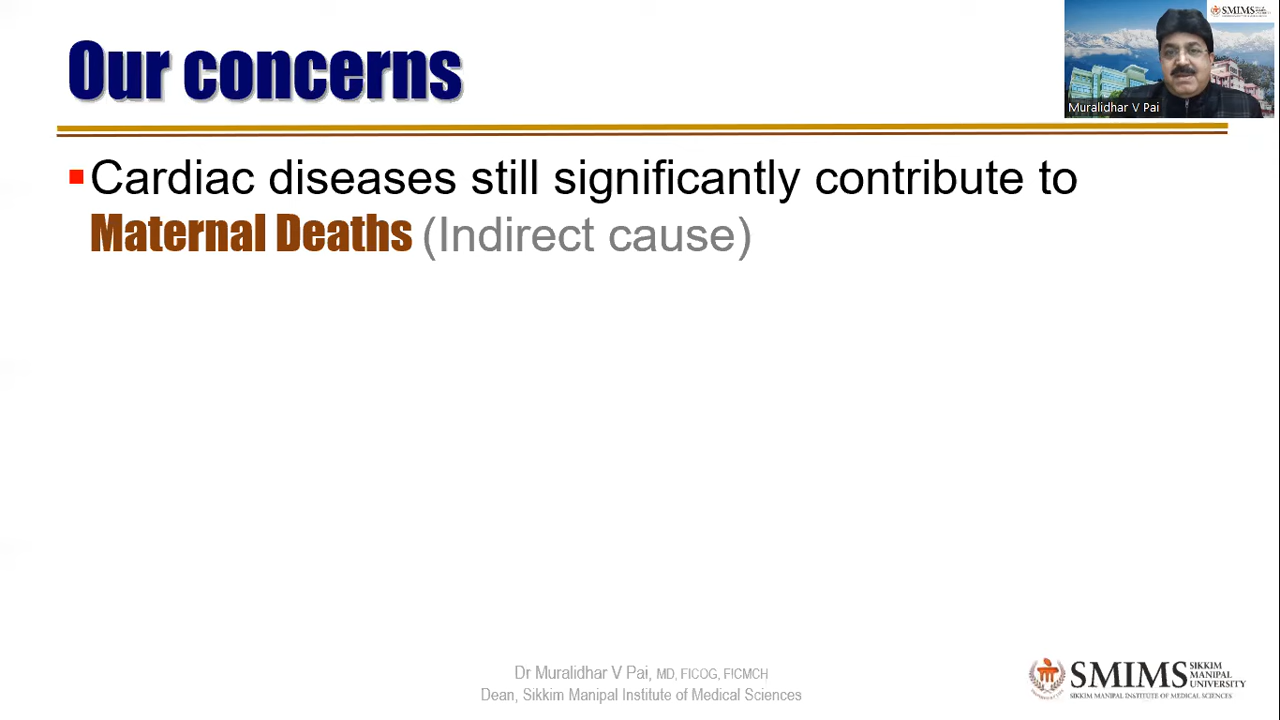 Our concerns
SMIMS
Muralidhar V Pai
Cardiac diseases still significantly contribute to
Maternal Deaths (Indirect cause)
Dr Muralidhar V Pai, MD, FICOG, FICMCH
Dean, Sikkim Manipal Institute of Medical Sciences
SMIMS SIKKIM
MANIPAL
UNIVERSITY
SIKKIM MANIPAL INSTITUTE OF MEDICAL SCIENCES